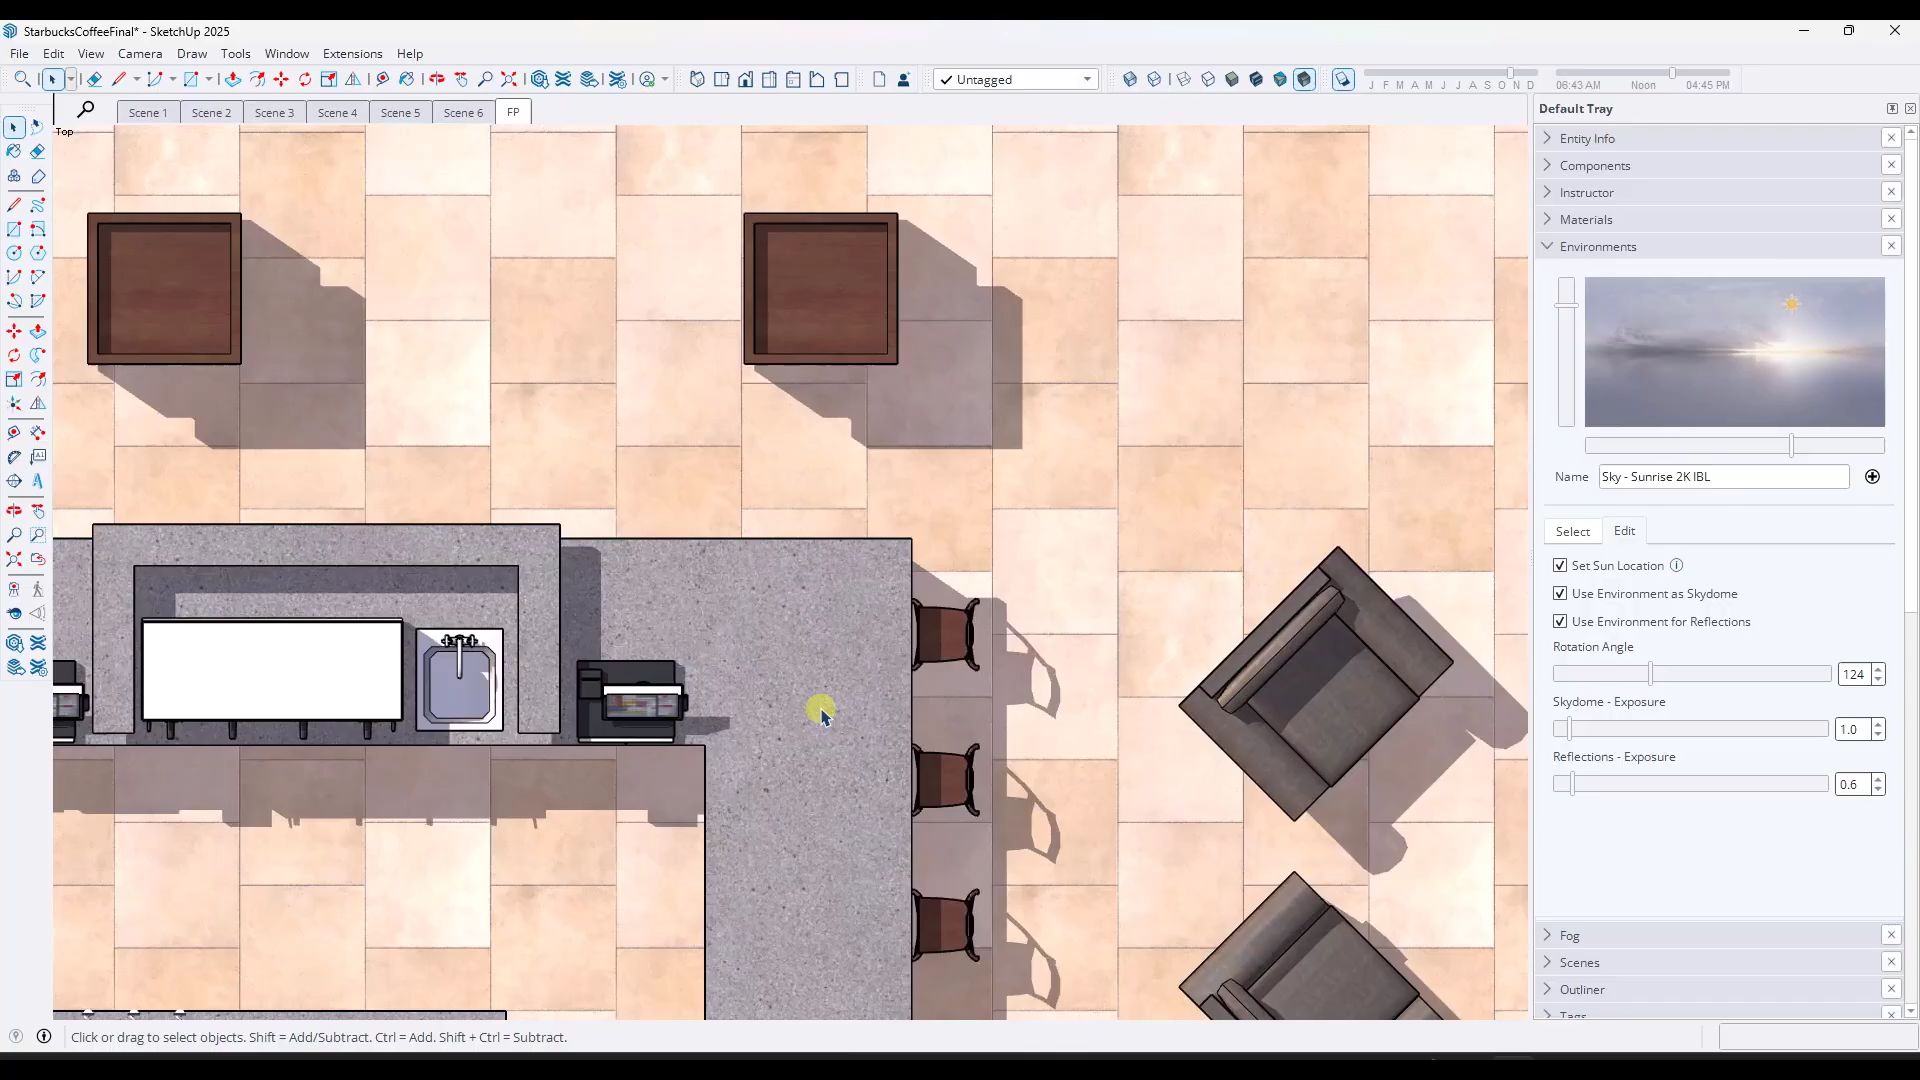 StarbucksCoffeeFinal* - SketchUp 2025
File Edit View Camera Draw Tools Window Extensions Help
Untagged
J F M A M J J A S O N D
06:43 AM Noon 04:45 PM
Scene 1 Scene 2 Scene 3 Scene 4 Scene 5 Scene 6 FP
Top
Default Tray
Entity Info
Components
Instructor
Materials
Environments
Name Sky - Sunrise 2K IBL
Select Edit
Set Sun Location
Use Environment as Skydome
Use Environment for Reflections
Rotation Angle
124
Skydome - Exposure
1.0
Reflections - Exposure
0.6
Fog
Scenes
Outliner
Tags
Click or drag to select objects. Shift = Add/Subtract. Ctrl = Add. Shift + Ctrl = Subtract.